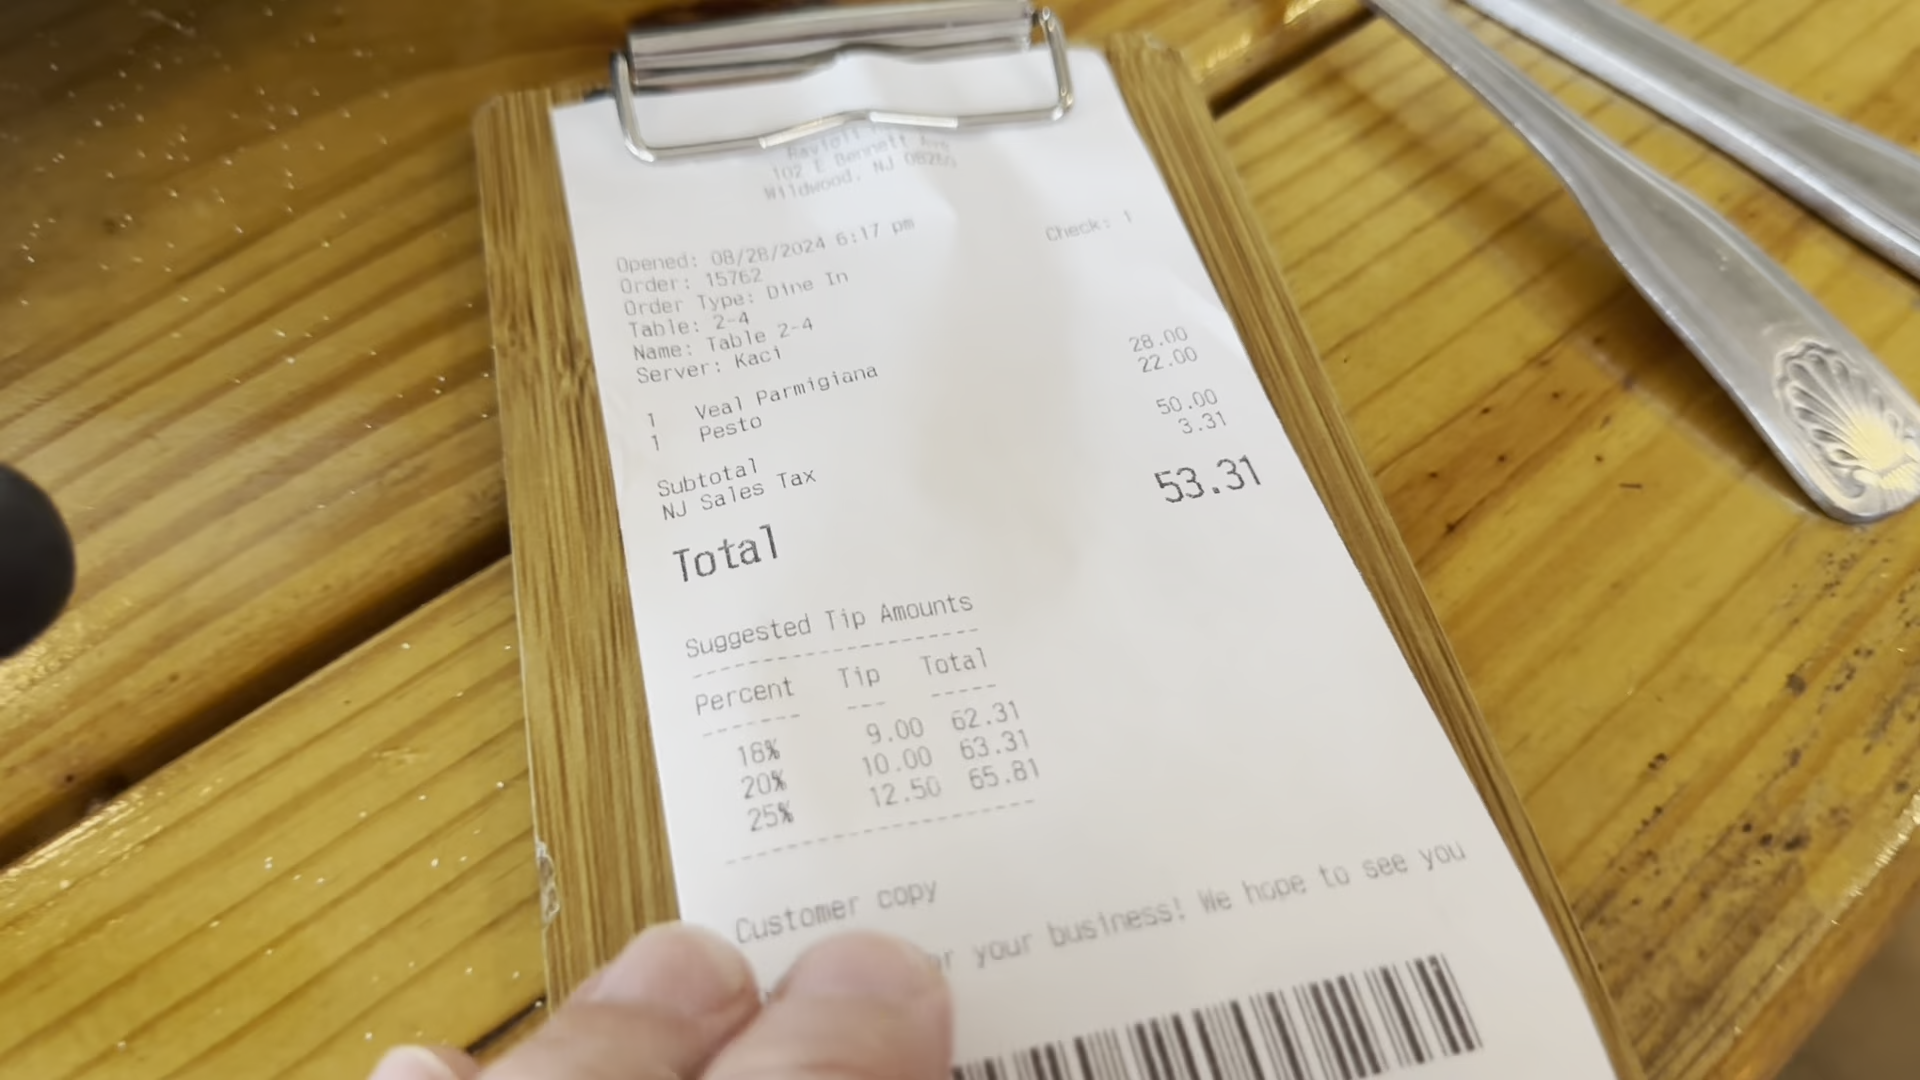 102 E Bennett Ave
Wildwood, NJ
Opened: 08/28/2024 6:17 pm
Check: 1
Order: 15762
Order Type: Dine In
Table: 2-4
Name: Table 2-4
Server: Kaci
1 Veal Parmigiana 28.00
1 Pesto 22.00
Subtotal 50.00
NJ Sales Tax 3.31
Total 53.31
Suggested Tip Amounts
Percent Tip Total
18% 9.00 62.31
20% 10.00 63.31
25% 12.50 65.81
Customer copy
your business! We hope to see you